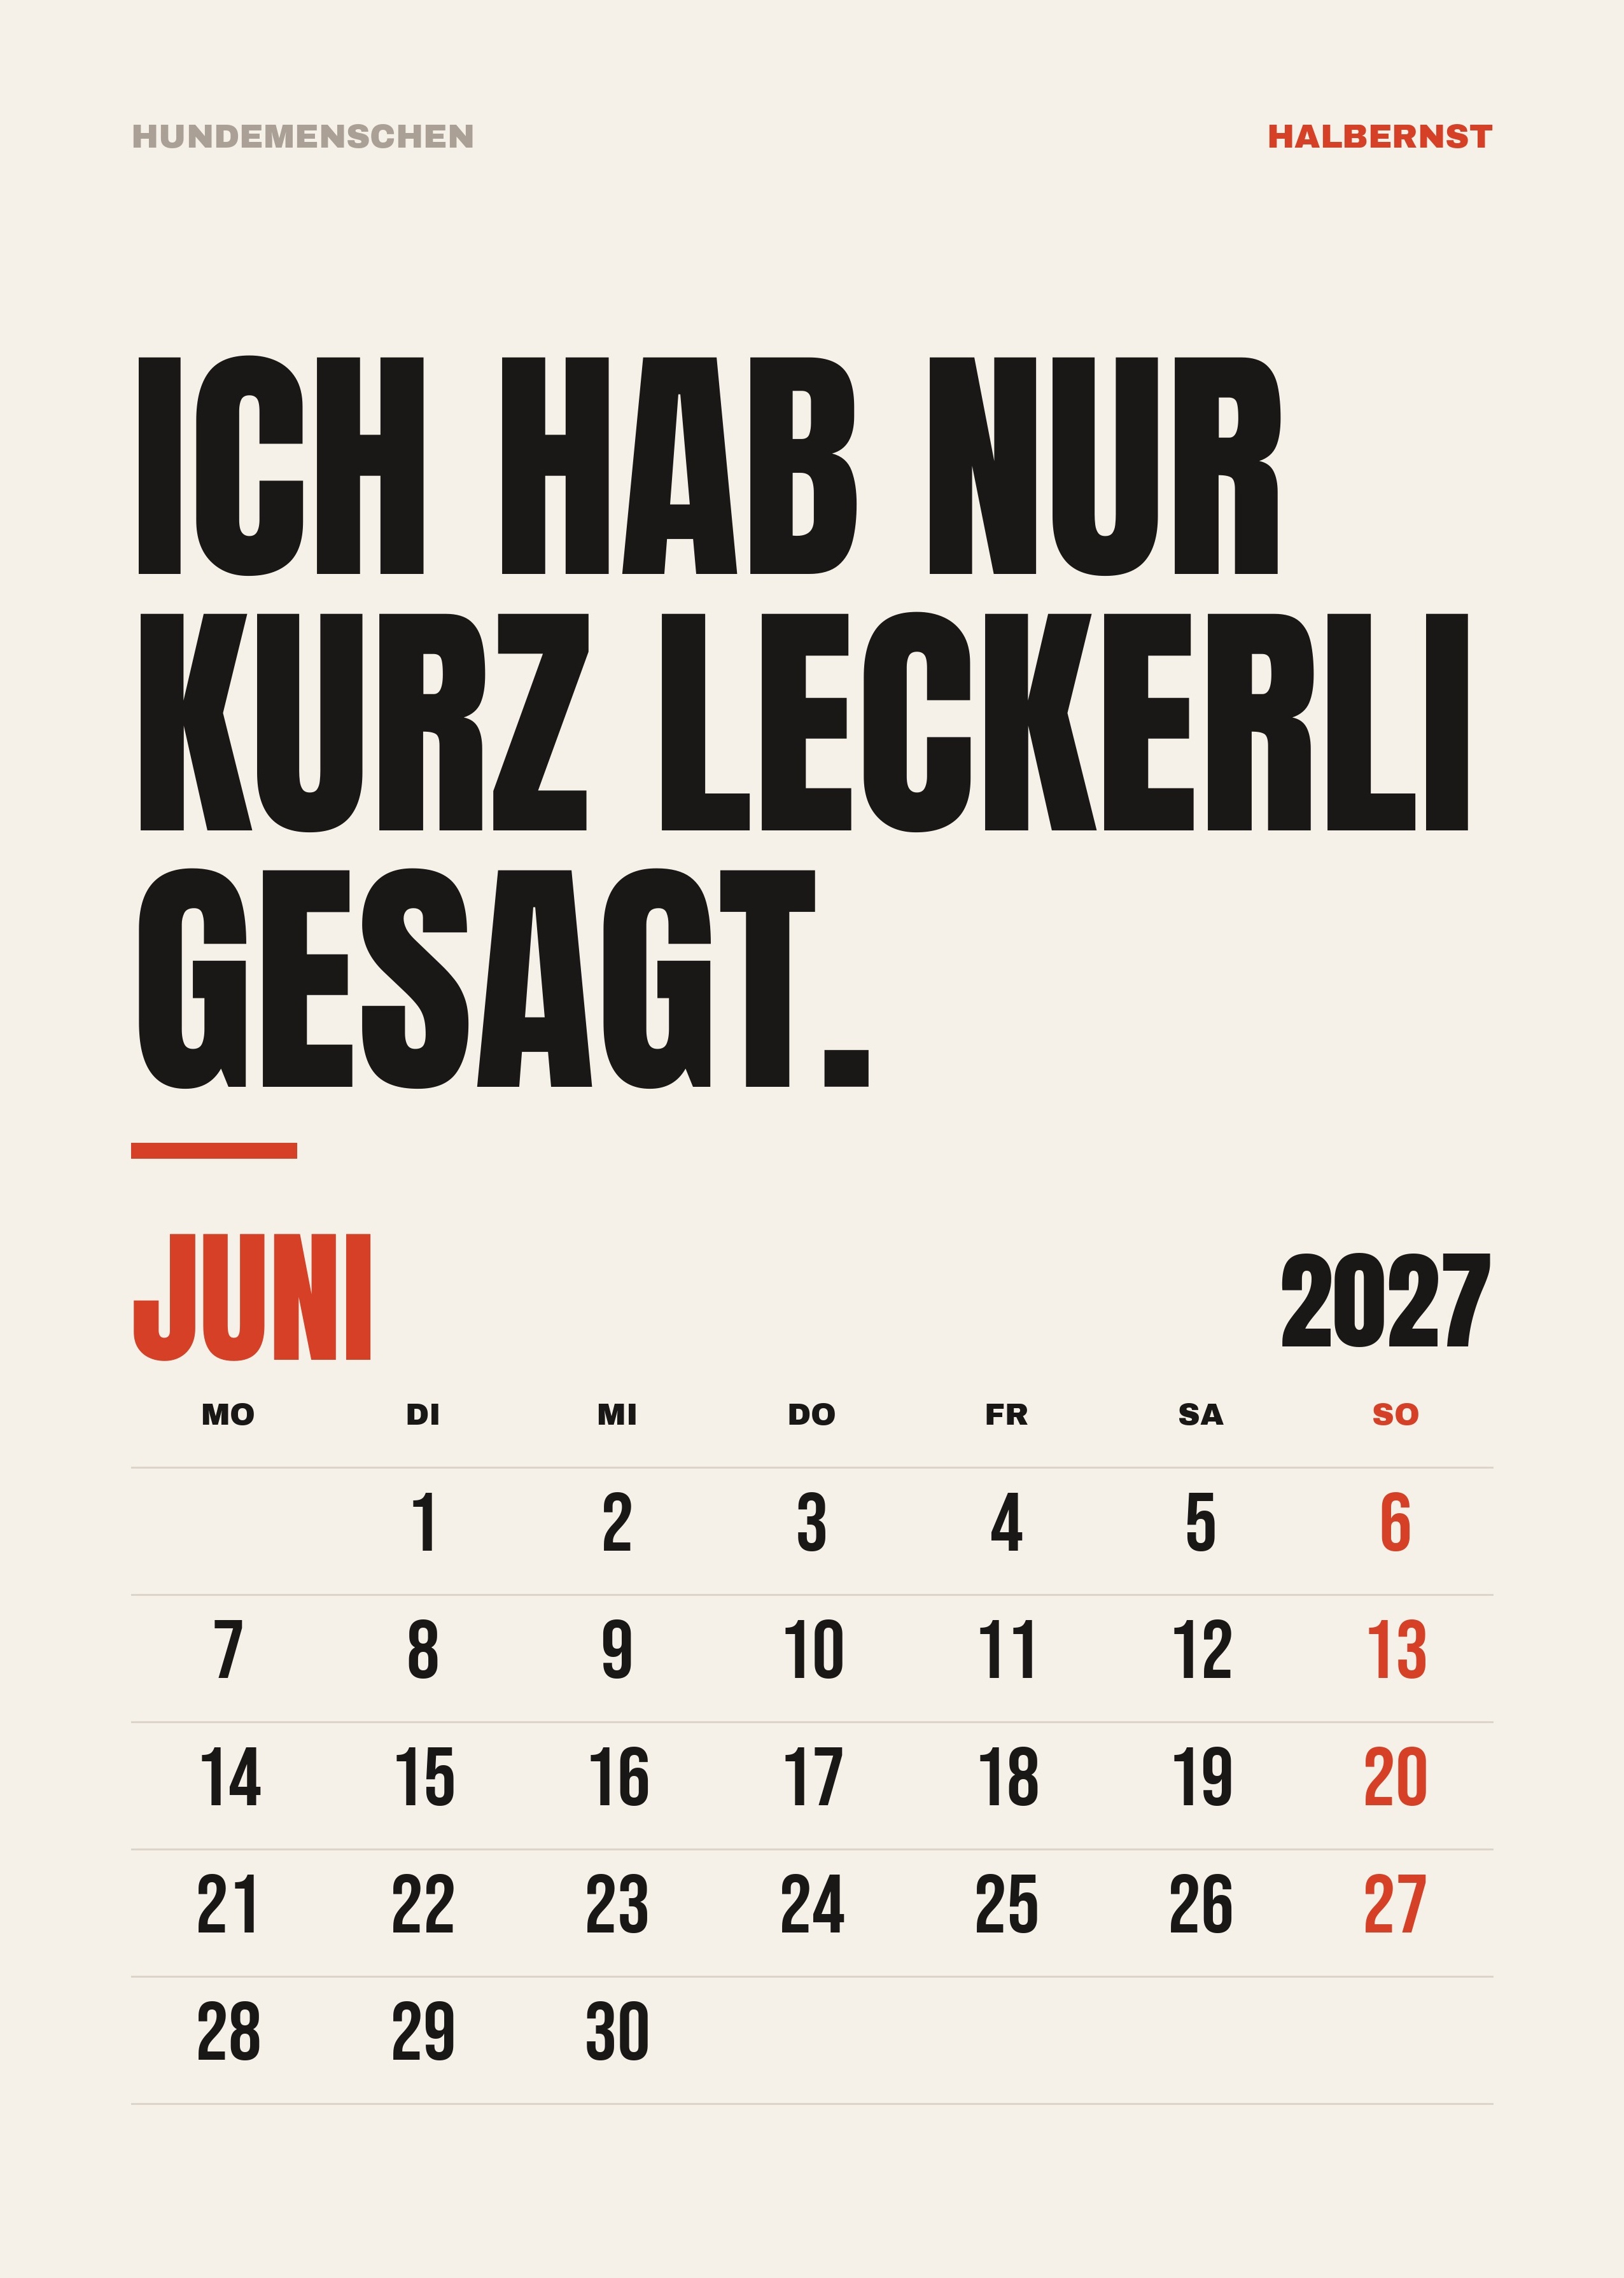 HUNDEMENSCHEN HALBERNST
ICH HAB NUR
KURZ LECKERLI
GESAGT.
JUNI 2027
MO DI MI DO FR SA SO
1 2 3 4 5 6
7 8 9 10 11 12 13
14 15 16 17 18 19 20
21 22 23 24 25 26 27
28 29 30